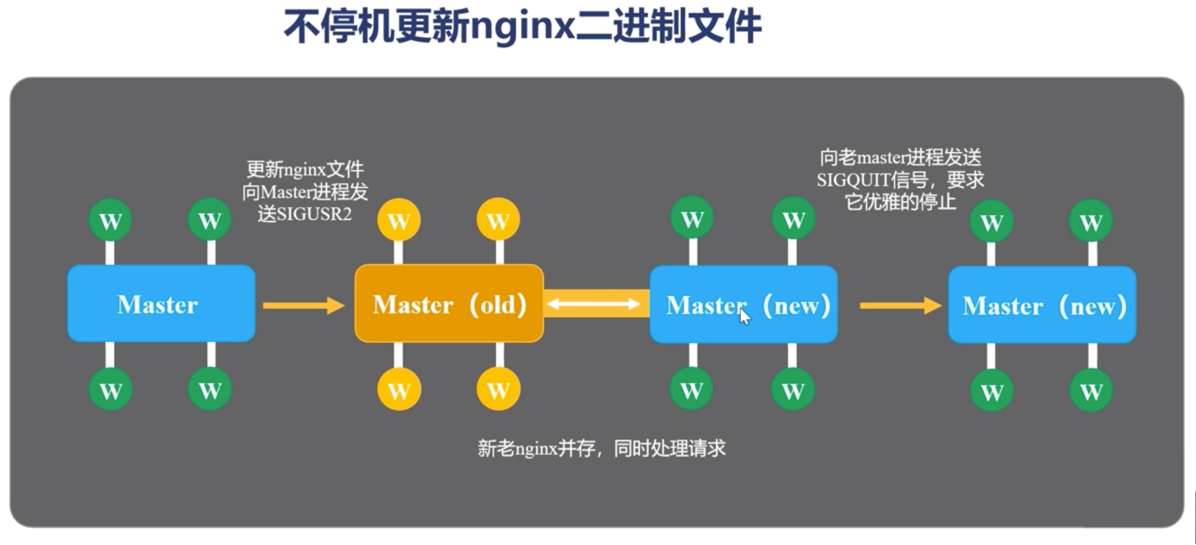 不停机更新nginx二进制文件
更新nginx文件
向Master进程发
送SIGUSR2
向老master进程发送
SIGQUIT信号，要求
它优雅的停止
W W W W W W W W
Master Master（old） Master（new） Master（new）
W W W W W W W W
新老nginx并存，同时处理请求